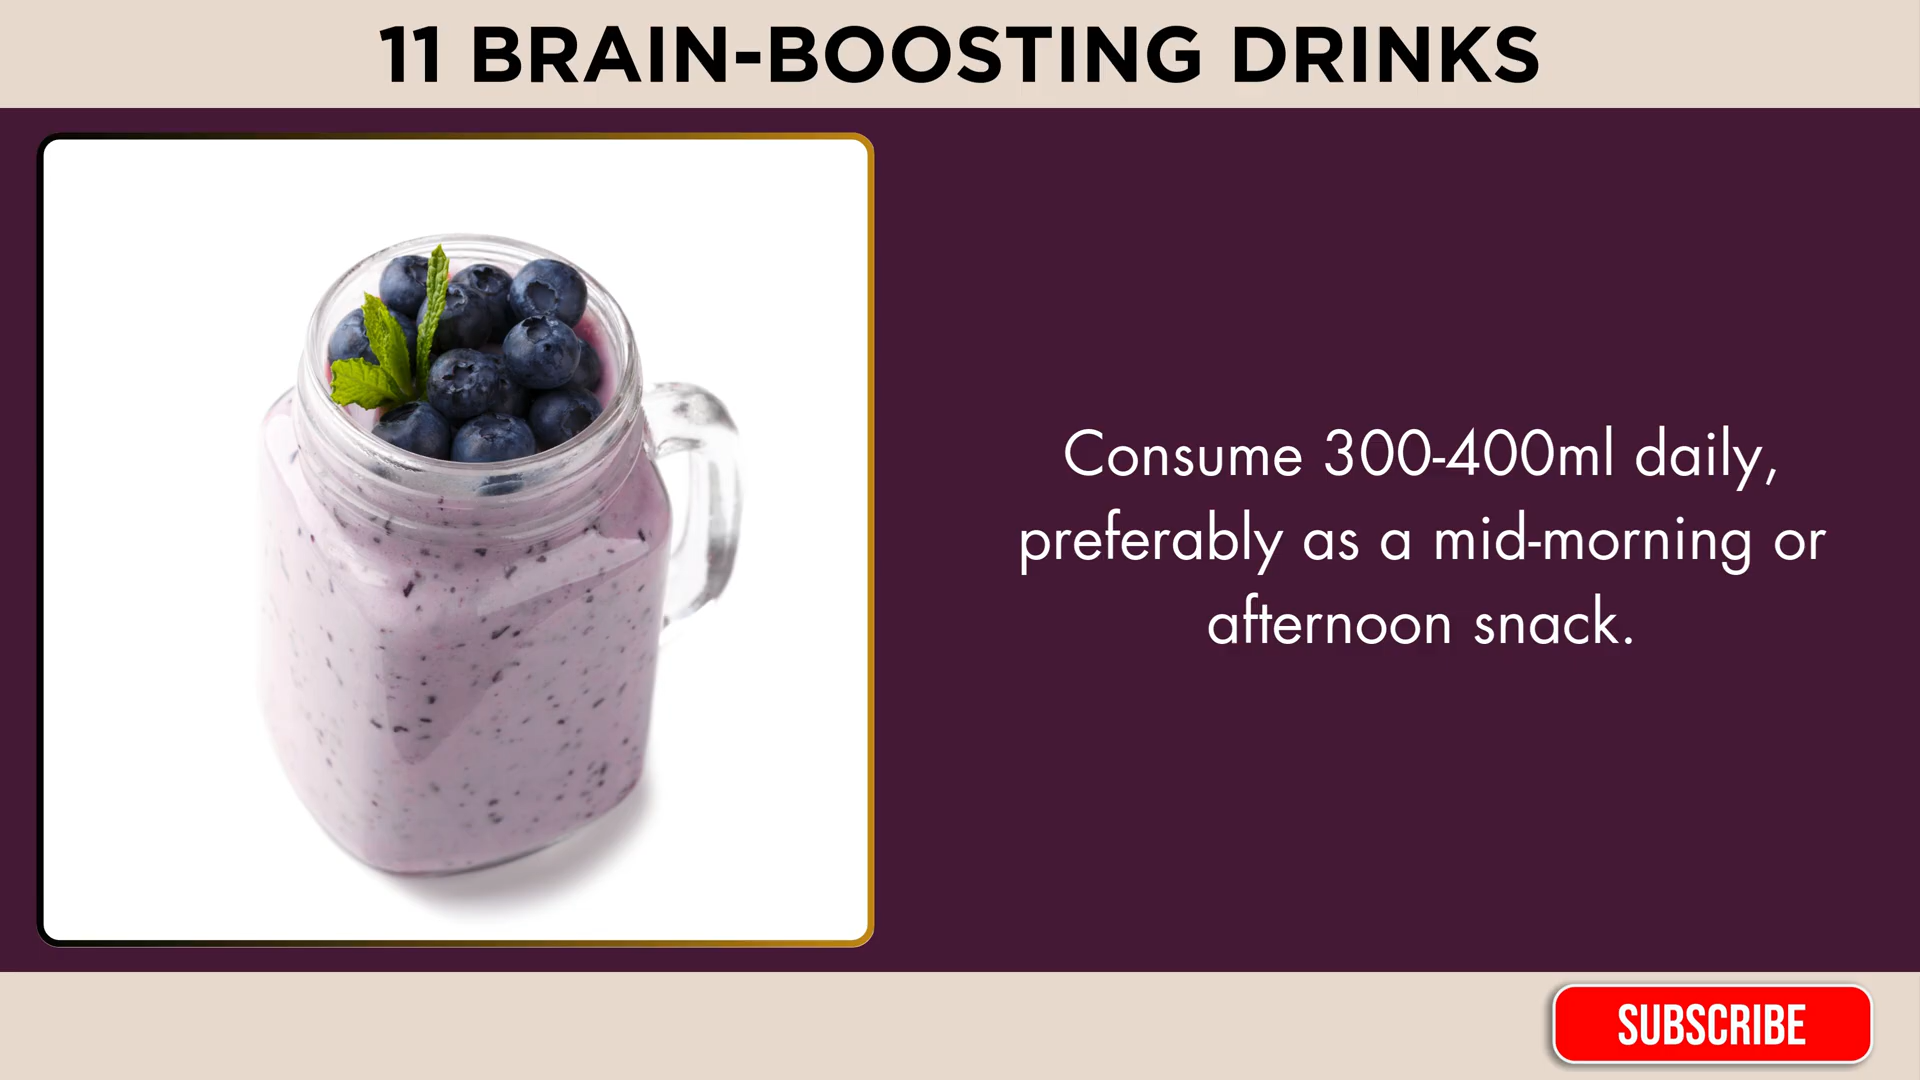 11 BRAIN-BOOSTING DRINKS
Consume 300-400ml daily,
preferably as a mid-morning or
afternoon snack.
SUBSCRIBE